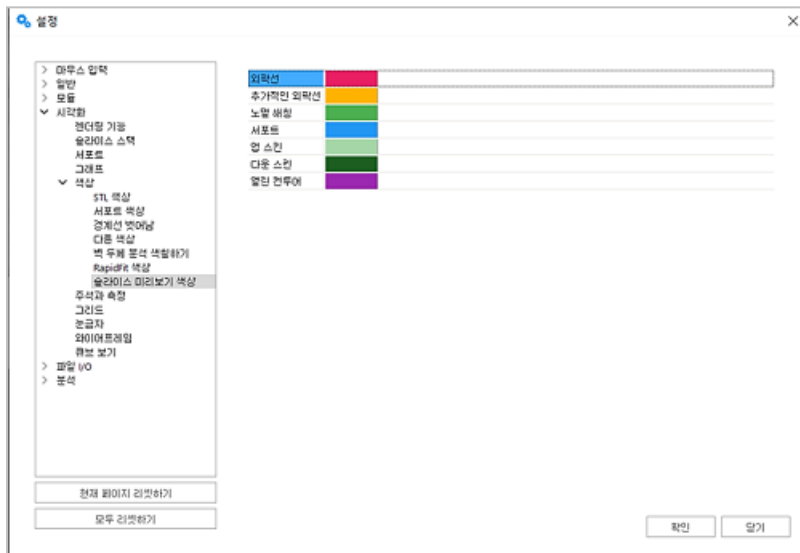 설정
마우스 입력
일반
모듈
시각화
렌더링 기능
슬라이스 스택
서포트
그래프
색상
STL 색상
서포트 색상
경계선 벗어남
다중 색상
벽 두께 분석 색칠하기
RapidFit 색상
슬라이스 미리보기 색상
주석과 측정
그리드
눈금자
와이어프레임
큐브 보기
파일 I/O
분석
현재 페이지 리셋하기
모두 리셋하기
외곽선
추가적인 외곽선
노멀 해칭
서포트
업 스킨
다운 스킨
열린 컨투어
확인
닫기